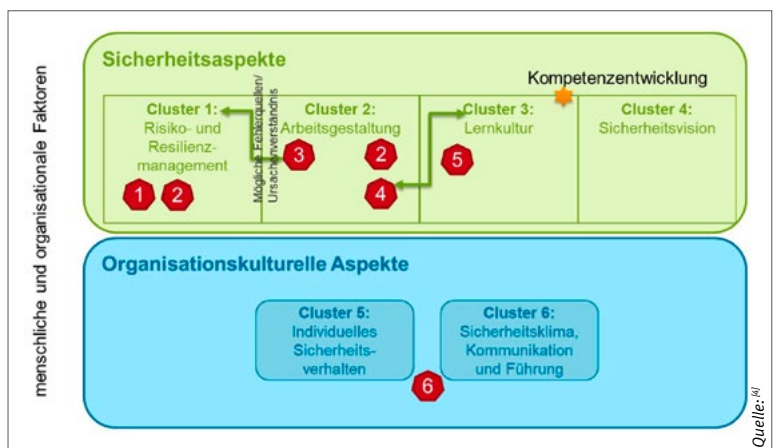 menschliche und organisationale Faktoren
Sicherheitsaspekte
Kompetenzentwicklung
Cluster 1:
Risiko- und
Resilienz-
management
1
2
Mögliche Fehlerquellen/
Ursachenverständnis
Cluster 2:
Arbeitsgestaltung
3
2
4
Cluster 3:
Lernkultur
5
Cluster 4:
Sicherheitsvision
Organisationskulturelle Aspekte
Cluster 5:
Individuelles
Sicherheits-
verhalten
Cluster 6:
Sicherheitsklima,
Kommunikation
und Führung
6
Quelle: [4]